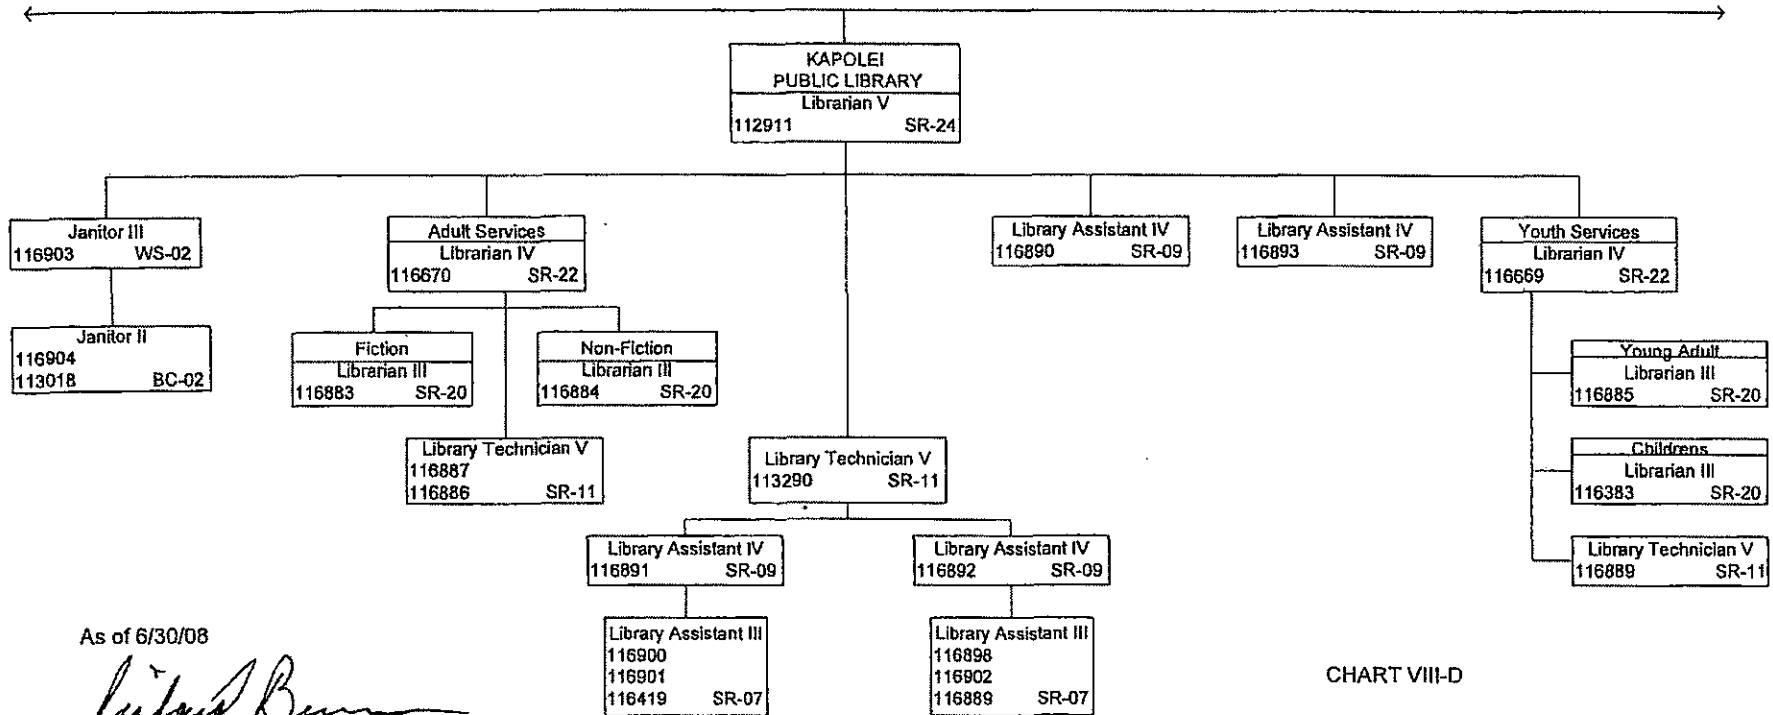 KAPOLEI
PUBLIC LIBRARY
Librarian V
112911 SR-24
Janitor III
116903 WS-02
Adult Services
Librarian IV
116670 SR-22
Library Assistant IV
116890 SR-09
Library Assistant IV
116893 SR-09
Youth Services
Librarian IV
116669 SR-22
Janitor II
116904
113018 BC-02
Fiction
Librarian III
116883 SR-20
Non-Fiction
Librarian III
116884 SR-20
Young Adult
Librarian III
116885 SR-20
Library Technician V
116887
116886 SR-11
Library Technician V
113290 SR-11
Childrens
Librarian III
116383 SR-20
Library Assistant IV
116891 SR-09
Library Assistant IV
116892 SR-09
Library Technician V
116889 SR-11
Library Assistant III
116900
116901
116419 SR-07
Library Assistant III
116898
116902
116889 SR-07
As of 6/30/08
CHART VIII-D